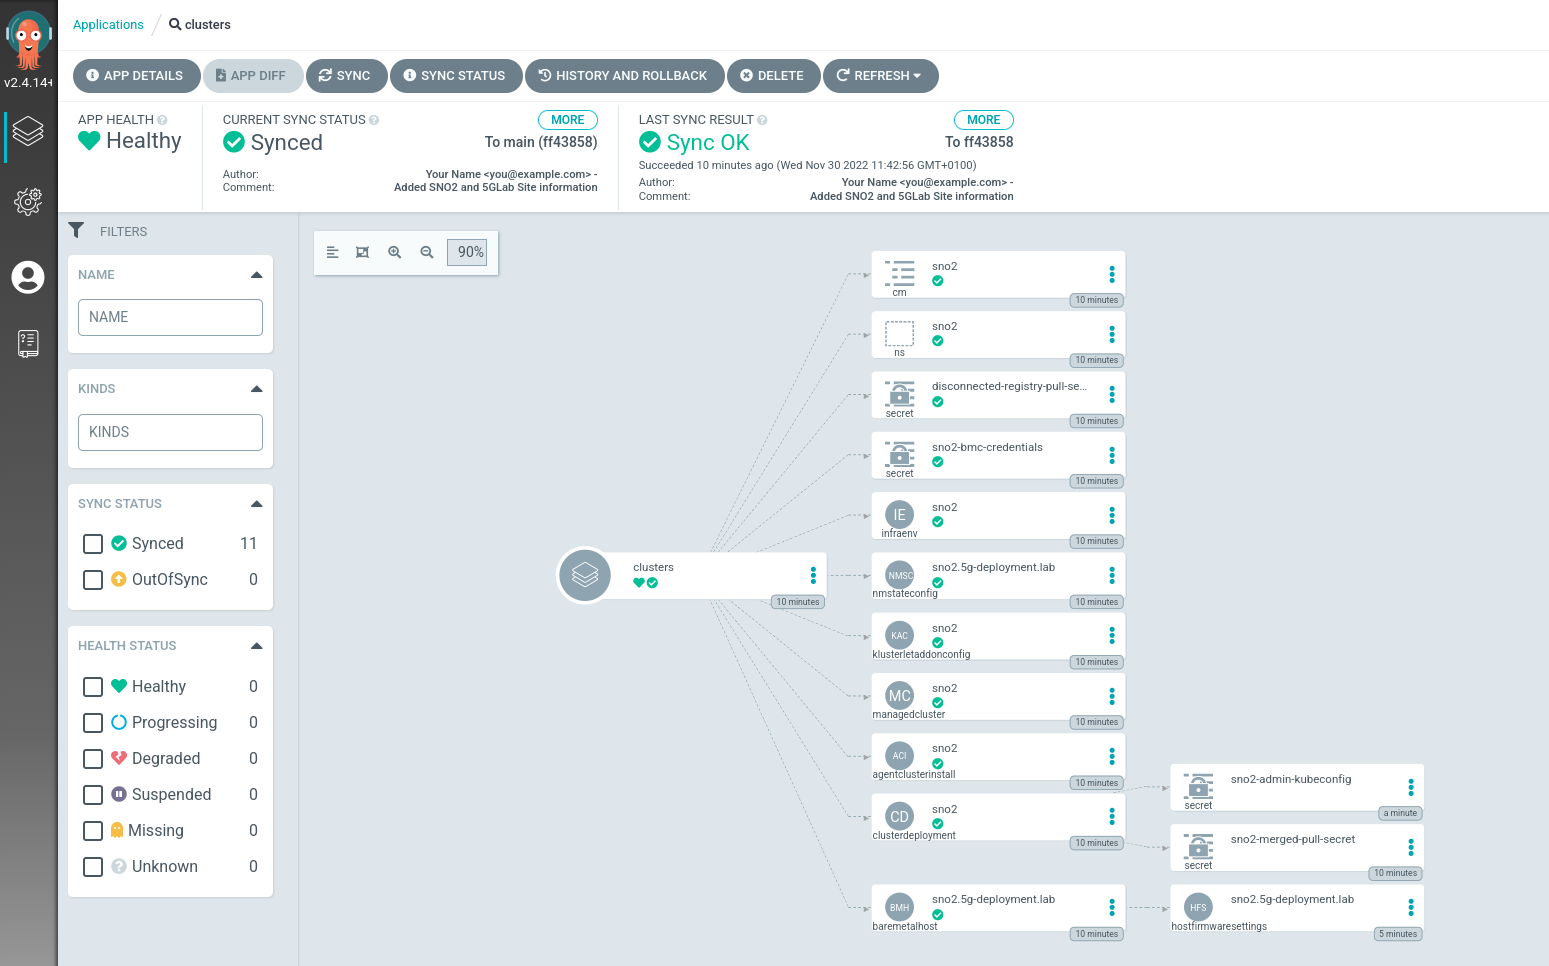 Applications / clusters
v2.4.14+
APP DETAILS APP DIFF SYNC SYNC STATUS HISTORY AND ROLLBACK DELETE REFRESH
APP HEALTH
Healthy
CURRENT SYNC STATUS MORE
Synced To main (ff43858)
Author: Your Name <you@example.com> -
Comment: Added SNO2 and 5GLab Site information
LAST SYNC RESULT MORE
Sync OK To ff43858
Succeeded 10 minutes ago (Wed Nov 30 2022 11:42:56 GMT+0100)
Author: Your Name <you@example.com> -
Comment: Added SNO2 and 5GLab Site information
FILTERS
NAME
NAME
KINDS
KINDS
SYNC STATUS
Synced 11
OutOfSync 0
HEALTH STATUS
Healthy 0
Progressing 0
Degraded 0
Suspended 0
Missing 0
Unknown 0
90%
clusters
10 minutes
sno2
cm
10 minutes
sno2
ns
10 minutes
disconnected-registry-pull-se...
secret
10 minutes
sno2-bmc-credentials
secret
10 minutes
sno2
IE
infraenv
10 minutes
sno2.5g-deployment.lab
NMSC
nmstateconfig
10 minutes
sno2
KAC
klusterletaddonconfig
10 minutes
sno2
MC
managedcluster
10 minutes
sno2
ACI
agentclusterinstall
10 minutes
sno2
CD
clusterdeployment
10 minutes
sno2.5g-deployment.lab
BMH
baremetalhost
10 minutes
sno2-admin-kubeconfig
secret
a minute
sno2-merged-pull-secret
secret
10 minutes
sno2.5g-deployment.lab
HFS
hostfirmwaresettings
5 minutes